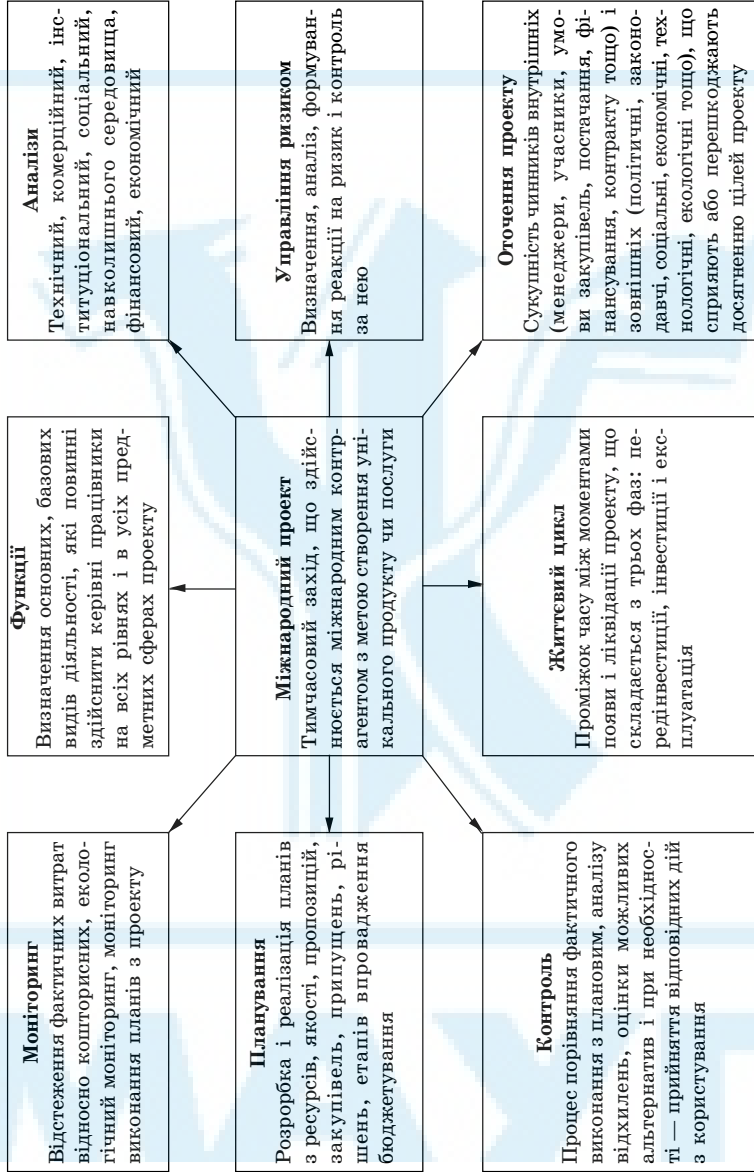 Моніторинг
Відстеження фактичних витрат
відносно кошторисних, еколо-
гічний моніторинг, моніторинг
виконання планів з проекту
Функції
Визначення основних, базових
видів діяльності, які повинні
здійснити керівні працівники
на всіх рівнях і в усіх пред-
метних сферах проекту
Аналізи
Технічний, комерційний, інс-
титуціональний, соціальний,
навколишнього середовища,
фінансовий, економічний
Планування
Розрорбка і реалізація планів
з ресурсів, якості, пропозицій,
закупівель, припущень, рі-
шень, етапів впровадження
бюджетування
Міжнародний проект
Тимчасовий захід, що здійс-
нюється міжнародним контр-
агентом з метою створення уні-
кального продукту чи послуги
Управління ризиком
Визначення, аналіз, формуван-
ня реакції на ризик і контроль
за нею
Контроль
Процес порівняння фактичного
виконання з плановим, аналізу
відхилень, оцінки можливих
альтернатив і при необхіднос-
ті — прийняття відповідних дій
з користування
Життєвий цикл
Проміжок часу між моментами
появи і ліквідації проекту, що
складається з трьох фаз: пе-
редінвестиції, інвестиції і екс-
плуатація
Оточення проекту
Сукупність чинників внутрішніх
(менеджери, учасники, умо-
ви закупівель, постачання, фі-
нансування, контракту тощо) і
зовнішніх (політичні, законо-
давчі, соціальні, економічні, тех-
нологічні, екологічні тощо), що
сприяють або перешкоджають
досягненню цілей проекту